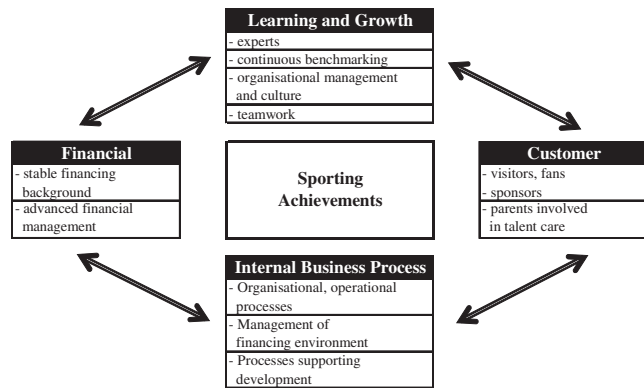 Learning and Growth
- experts
- continuous benchmarking
- organisational management
and culture
- teamwork
Financial
- stable financing
background
- advanced financial
management
Sporting
Achievements
Customer
- visitors, fans
- sponsors
- parents involved
in talent care
Internal Business Process
- Organisational, operational
processes
- Management of
financing environment
- Processes supporting
development